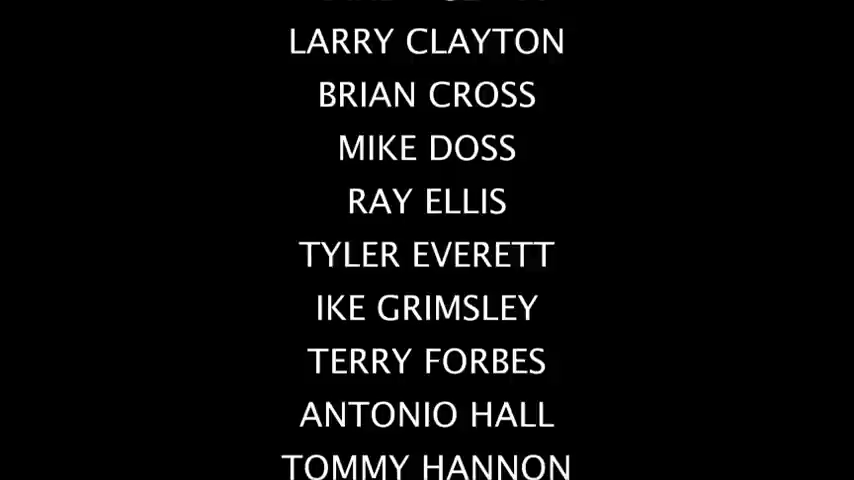 LARRY CLAYTON
BRIAN CROSS
MIKE DOSS
RAY ELLIS
TYLER EVERETT
IKE GRIMSLEY
TERRY FORBES
ANTONIO HALL
TOMMY HANNON